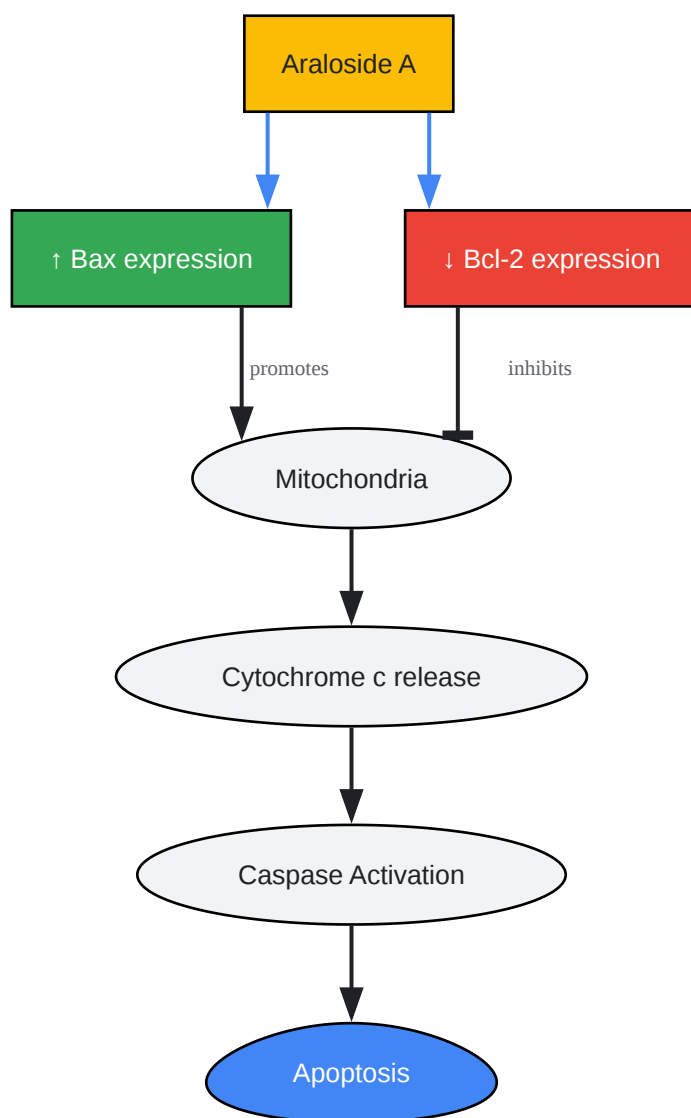 Araloside A
↑ Bax expression
↓ Bcl-2 expression
promotes
inhibits
Mitochondria
Cytochrome c release
Caspase Activation
Apoptosis